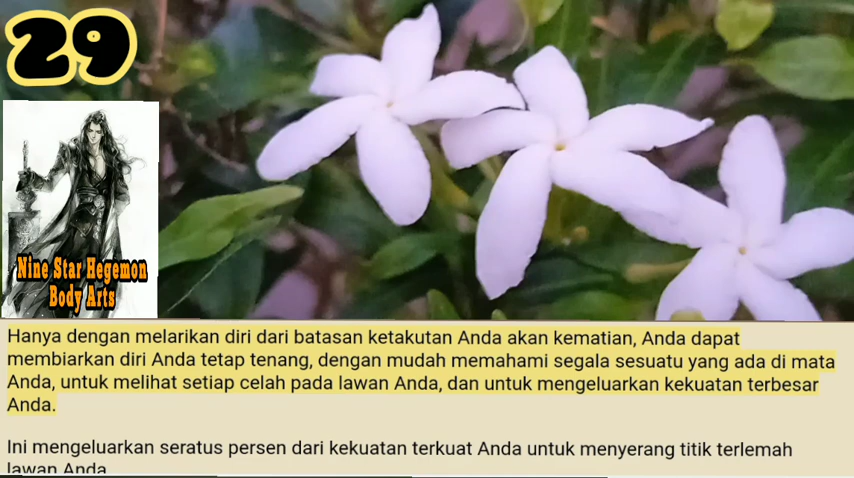 29
Nine Star Hegemon
Body Arts
Hanya dengan melarikan diri dari batasan ketakutan Anda akan kematian, Anda dapat
membiarkan diri Anda tetap tenang, dengan mudah memahami segala sesuatu yang ada di mata
Anda, untuk melihat setiap celah pada lawan Anda, dan untuk mengeluarkan kekuatan terbesar
Anda.
Ini mengeluarkan seratus persen dari kekuatan terkuat Anda untuk menyerang titik terlemah
lawan Anda